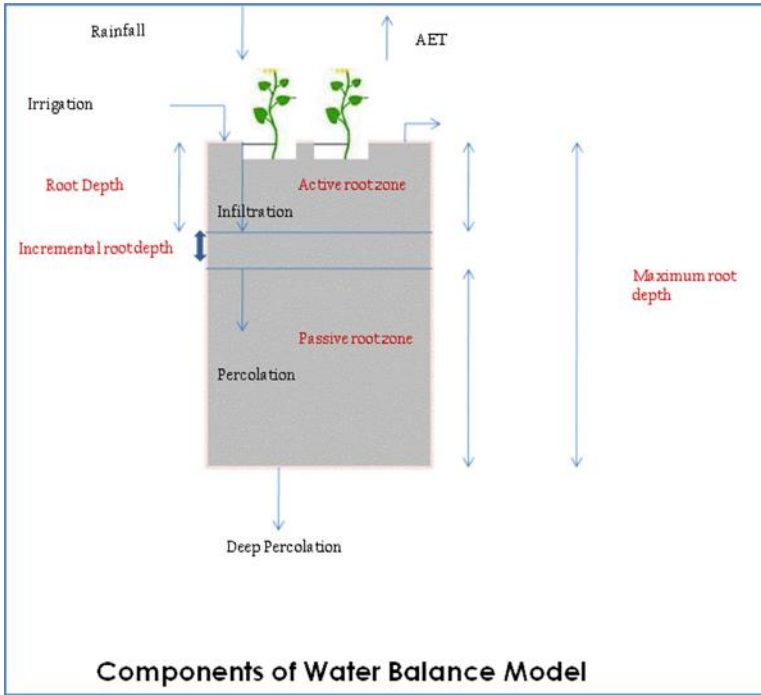 Rainfall
AET
Irrigation
Root Depth
Active root zone
Infiltration
Incremental root depth
Maximum root
depth
Passive root zone
Percolation
Deep Percolation
Components of Water Balance Model